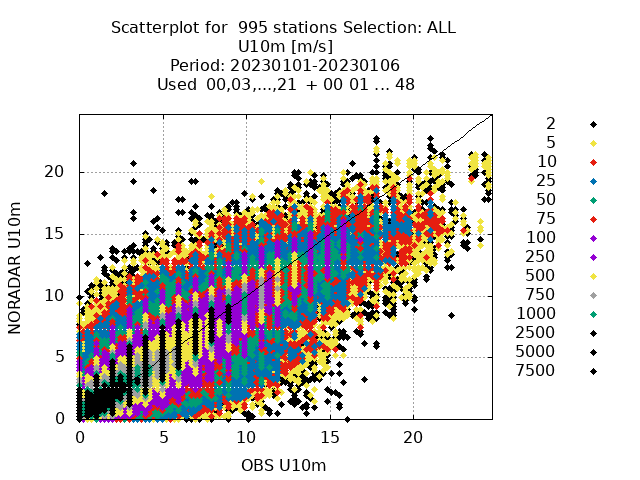 Scatterplot for  995 stations Selection: ALL
U10m [m/s]
Period: 20230101-20230106
Used  00,03,...,21  + 00 01 ... 48
NORADAR U10m
20
15
10
5
0
0 5 10 15 20
OBS U10m
2
5
10
25
50
75
100
250
500
750
1000
2500
5000
7500